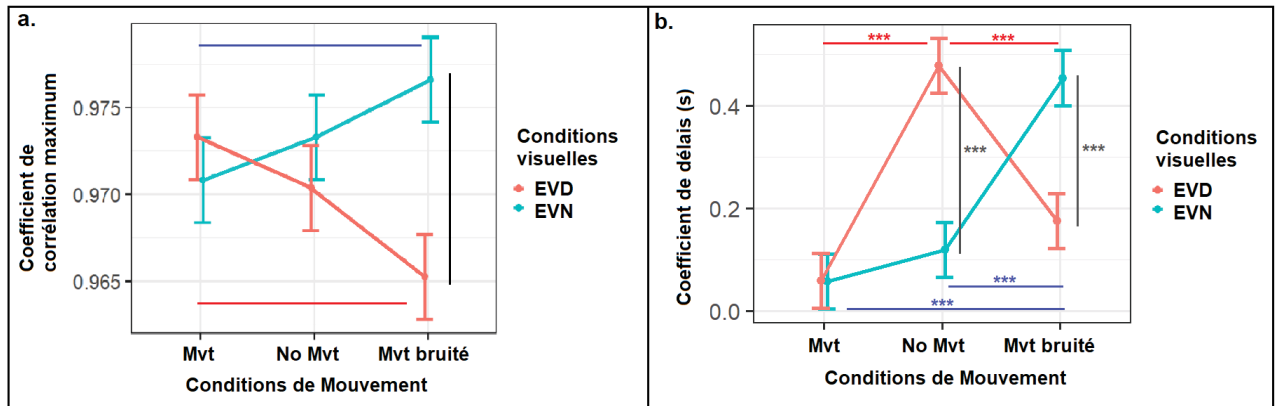 a.
Coefficient de
corrélation maximum
0.975
0.970
0.965
Mvt
No Mvt
Mvt bruité
Conditions de Mouvement
Conditions
visuelles
EVD
EVN
b.
Coefficient de délais (s)
0.4
0.2
0.0
***
***
***
***
***
***
Mvt
No Mvt
Mvt bruité
Conditions de Mouvement
Conditions
visuelles
EVD
EVN